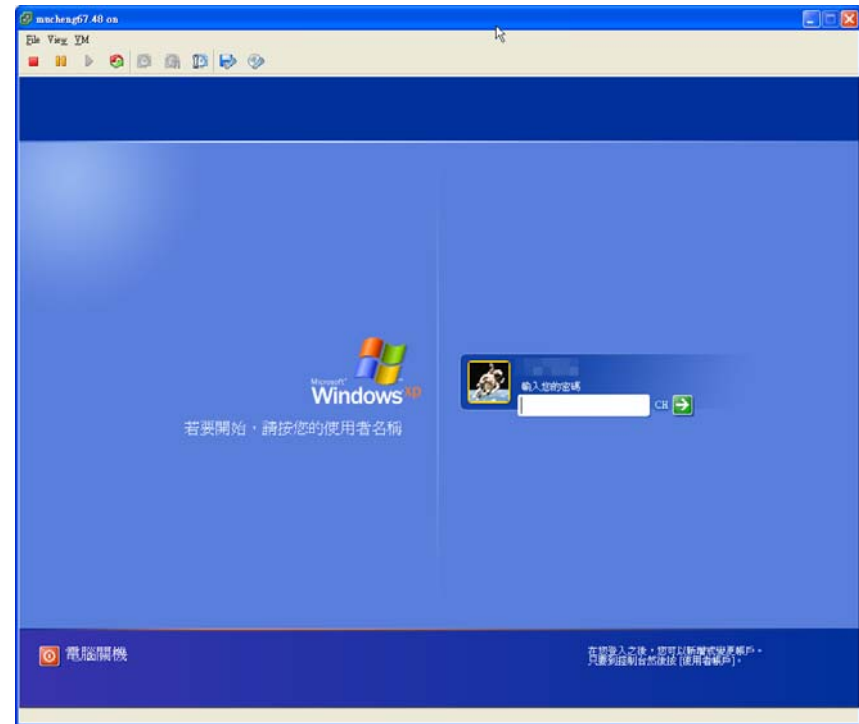 mncheng67.48 on
File View VM
Microsoft
Windows xp
若要開始，請按您的使用者名稱
輸入您的密碼
CH
電腦關機
在您登入之後，您可以新增或變更帳戶。
只要到控制台然後按 [使用者帳戶]。